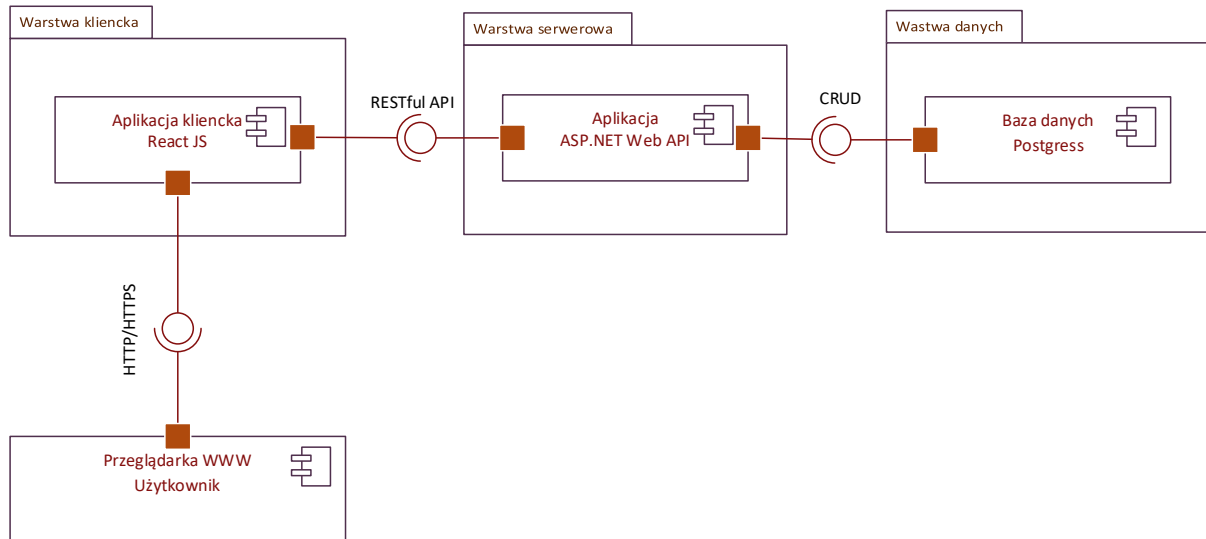 Warstwa kliencka
Warstwa serwerowa
Wastwa danych
RESTful API
CRUD
Aplikacja kliencka
React JS
Aplikacja
ASP.NET Web API
Baza danych
Postgress
HTTP/HTTPS
Przeglądarka WWW
Użytkownik